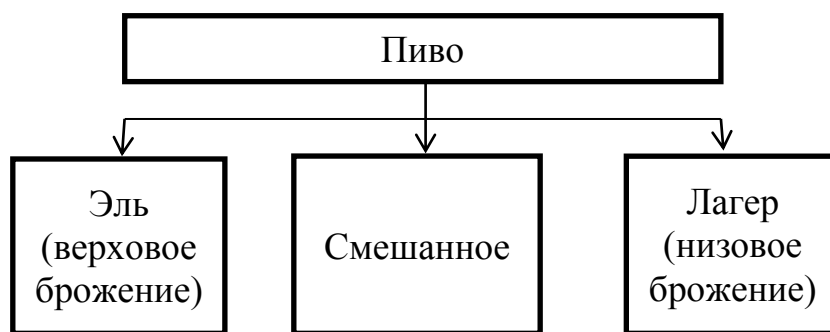 Пиво
Эль
(верховое
брожение)
Смешанное
Лагер
(низовое
брожение)